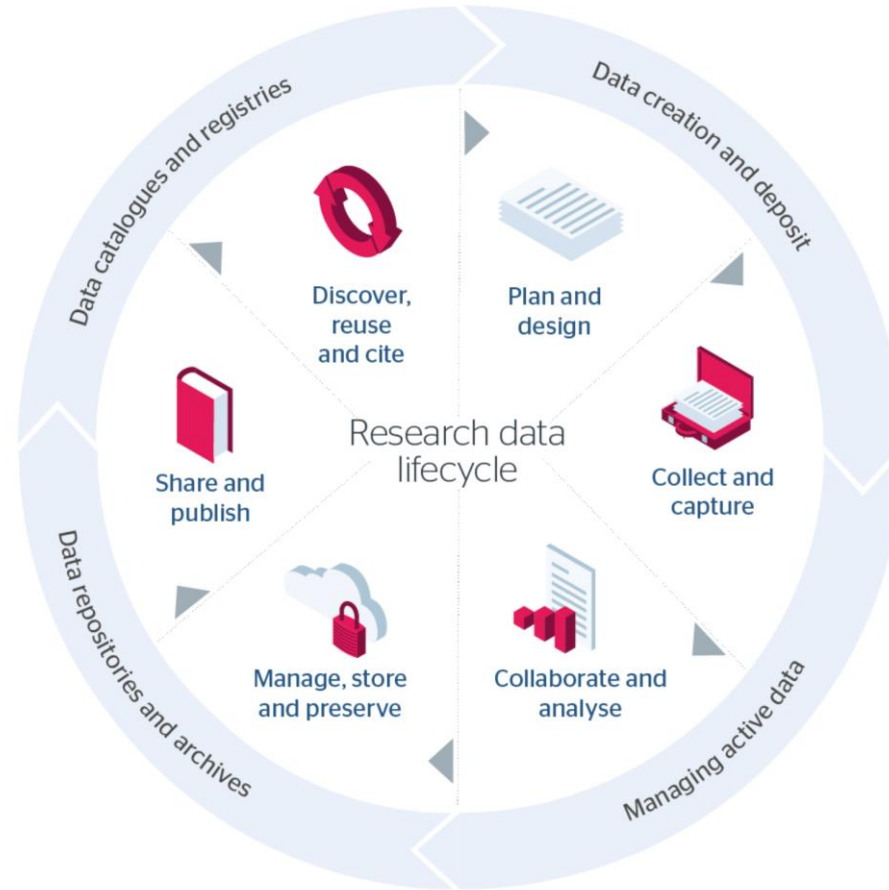 Data creation and deposit
Managing active data
Data repositories and archives
Data catalogues and registries
Plan and
design
Collect and
capture
Collaborate and
analyse
Manage, store
and preserve
Share and
publish
Discover,
reuse
and cite
Research data
lifecycle